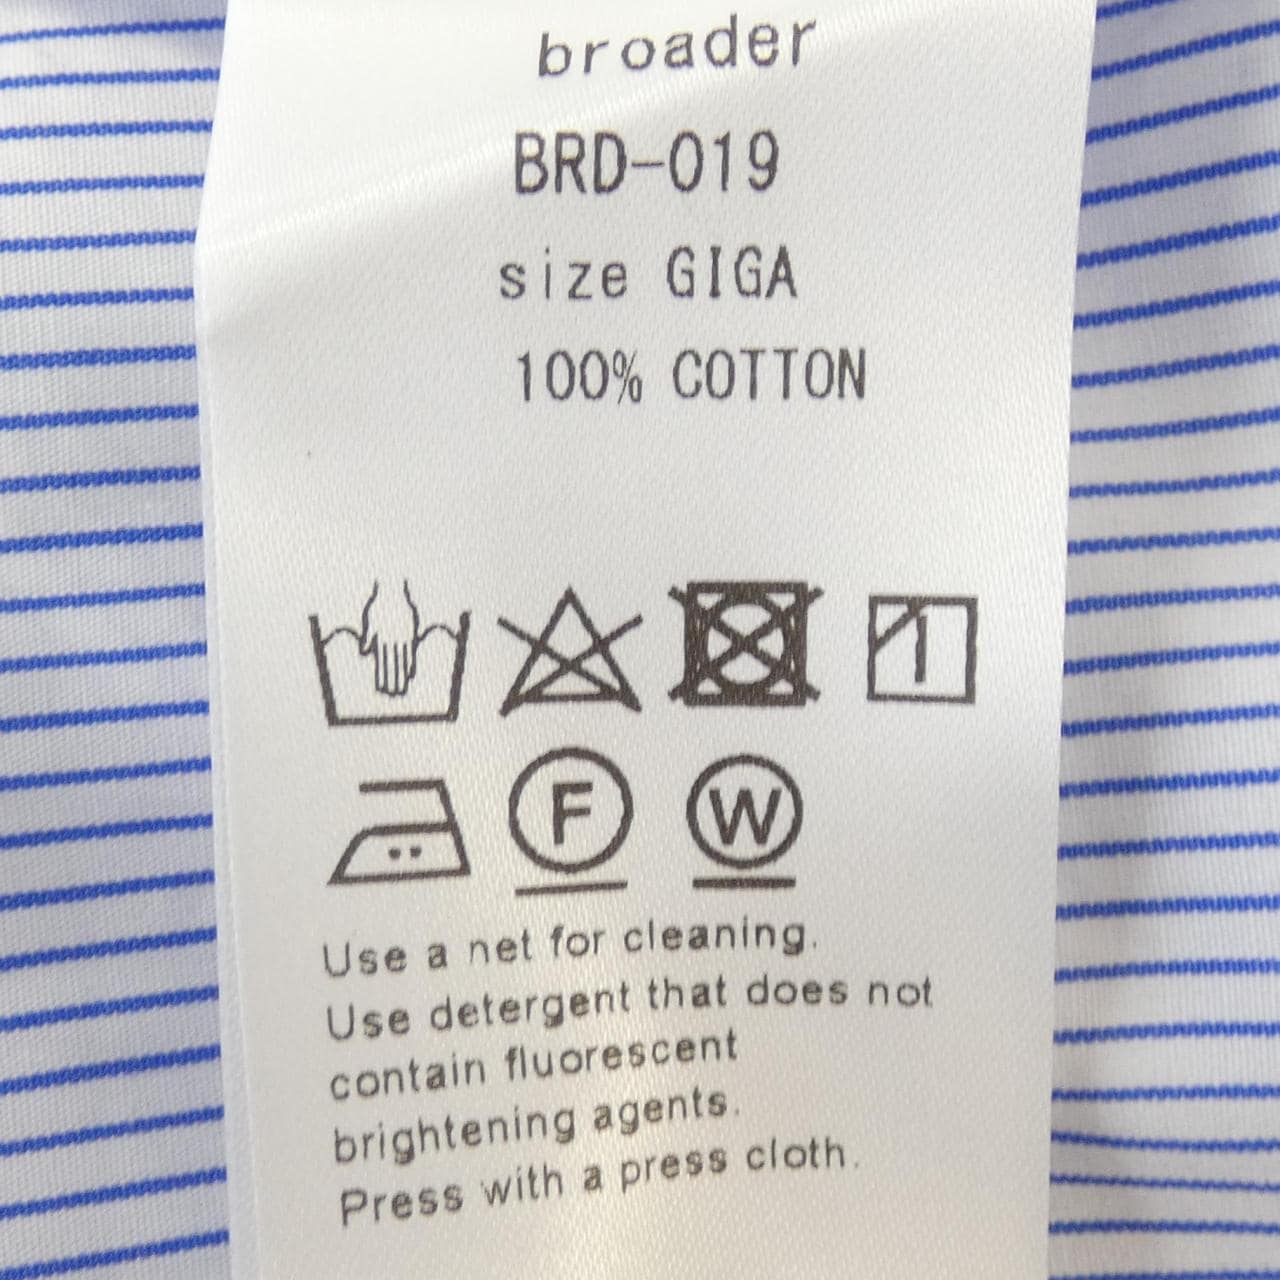 broader
BRD-019
size GIGA
100% COTTON
F W
Use a net for cleaning.
Use detergent that does not
contain fluorescent
brightening agents.
Press with a press cloth.